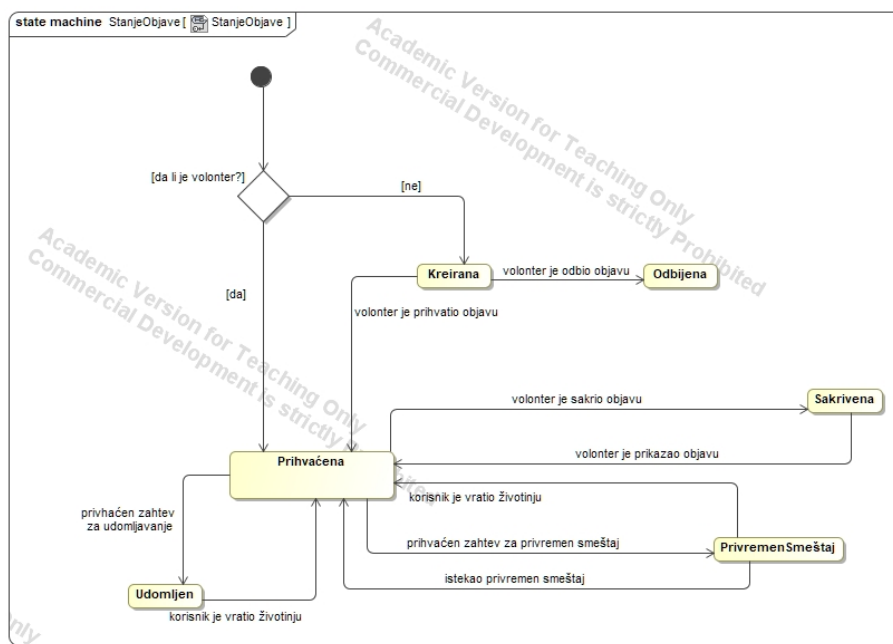 state machine StanjeObjave [ StanjeObjave ]
Academic Version for Teaching Only
Commercial Development is strictly Prohibited
[da li je volonter?]
[ne]
Kreirana
volonter je odbio objavu
Odbijena
[da]
volonter je prihvatio objavu
Academic Version for Teaching Only
Commercial Development is strictly Prohibited
volonter je sakrio objavu
Sakrivena
Prihvaćena
volonter je prikazao objavu
korisnik je vratio životinju
privhaćen zahtev
za udomljavanje
prihvaćen zahtev za privremen smeštaj
PrivremenSmeštaj
istekao privremen smeštaj
Udomljen
korisnik je vratio životinju
Only